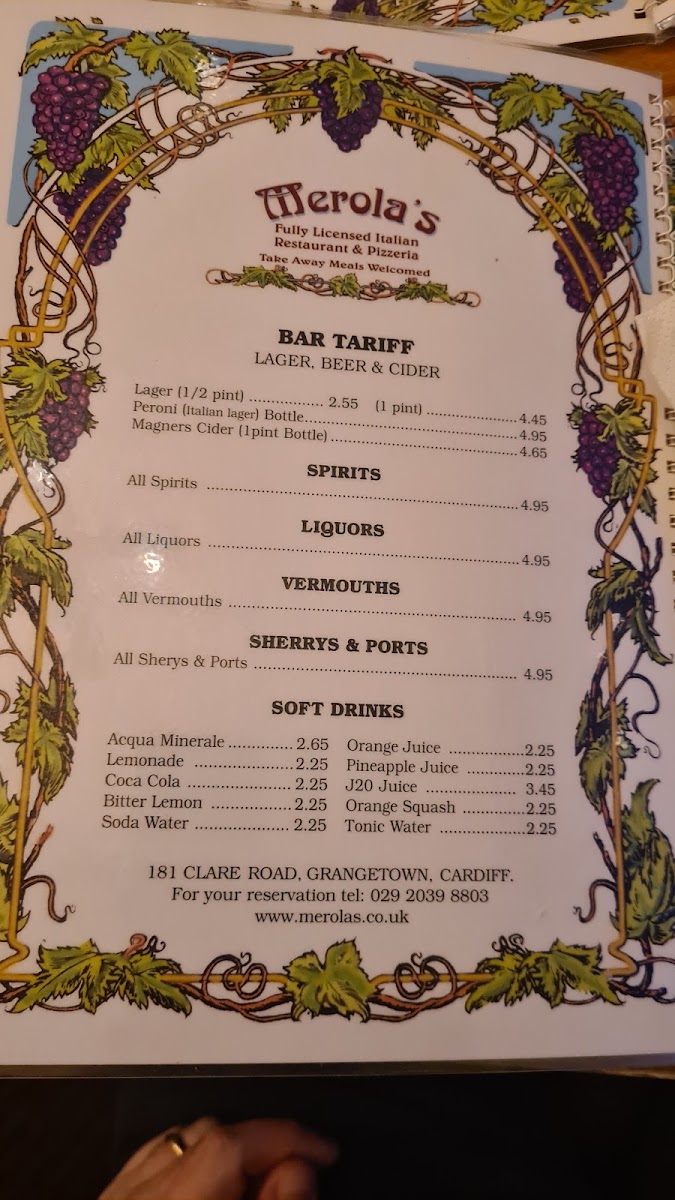 Merola's
Fully Licensed Italian
Restaurant & Pizzeria
Take Away Meals Welcomed
BAR TARIFF
LAGER, BEER & CIDER
Lager (1/2 pint) ................. 2.55 (1 pint) ....................4.45
Peroni (Italian lager) Bottle................................................4.95
Magners Cider (1pint Bottle)..........................................4.65
SPIRITS
All Spirits ......................................................................4.95
LIQUORS
All Liquors .....................................................................4.95
VERMOUTHS
All Vermouths ................................................................ 4.95
SHERRYS & PORTS
All Sherys & Ports .......................................................... 4.95
SOFT DRINKS
Acqua Minerale .............. 2.65 Orange Juice .................2.25
Lemonade ..................... 2.25 Pineapple Juice .............2.25
Coca Cola ...................... 2.25 J20 Juice .................... 3.45
Bitter Lemon ................. 2.25 Orange Squash ..............2.25
Soda Water .................... 2.25 Tonic Water ...................2.25
181 CLARE ROAD, GRANGETOWN, CARDIFF.
For your reservation tel: 029 2039 8803
www.merolas.co.uk